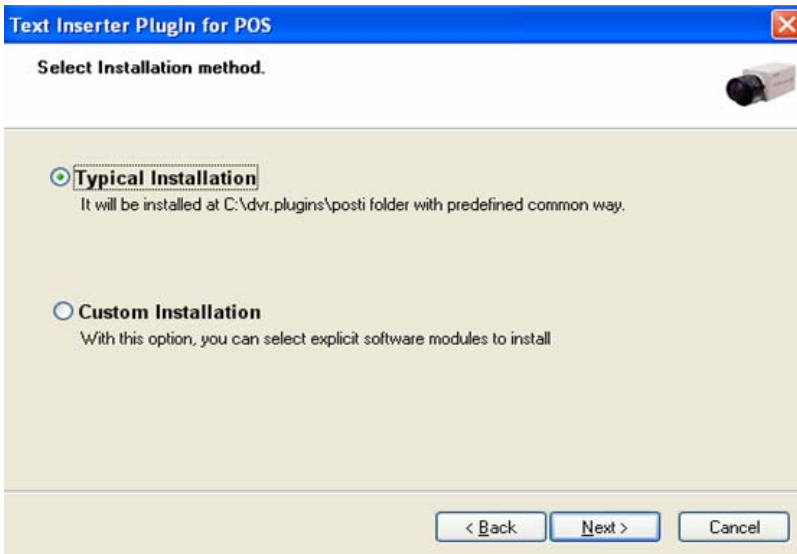 Text Inserter PlugIn for POS
Select Installation method.
Typical Installation
It will be installed at C:\dvr.plugins\posti folder with predefined common way.
Custom Installation
With this option, you can select explicit software modules to install
< Back
Next >
Cancel